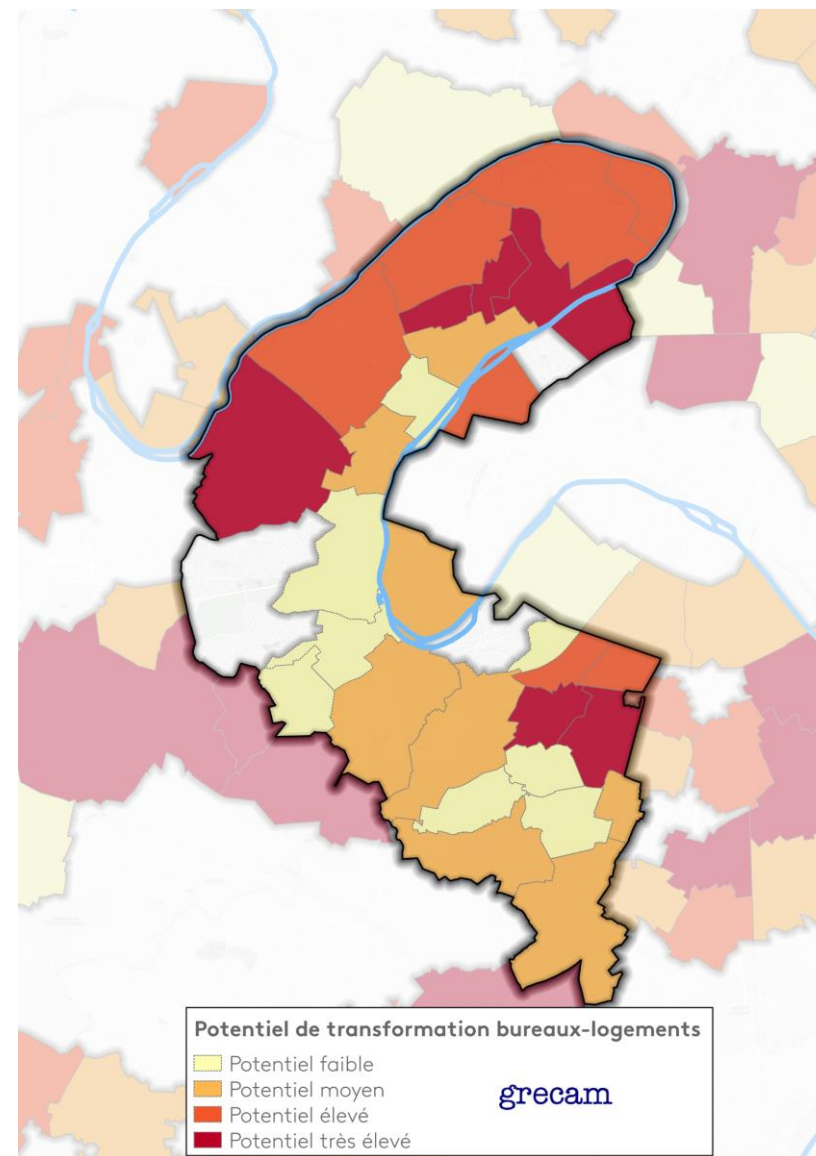 Potentiel de transformation bureaux-logements
Potentiel faible
Potentiel moyen
Potentiel élevé
Potentiel très élevé
grecam